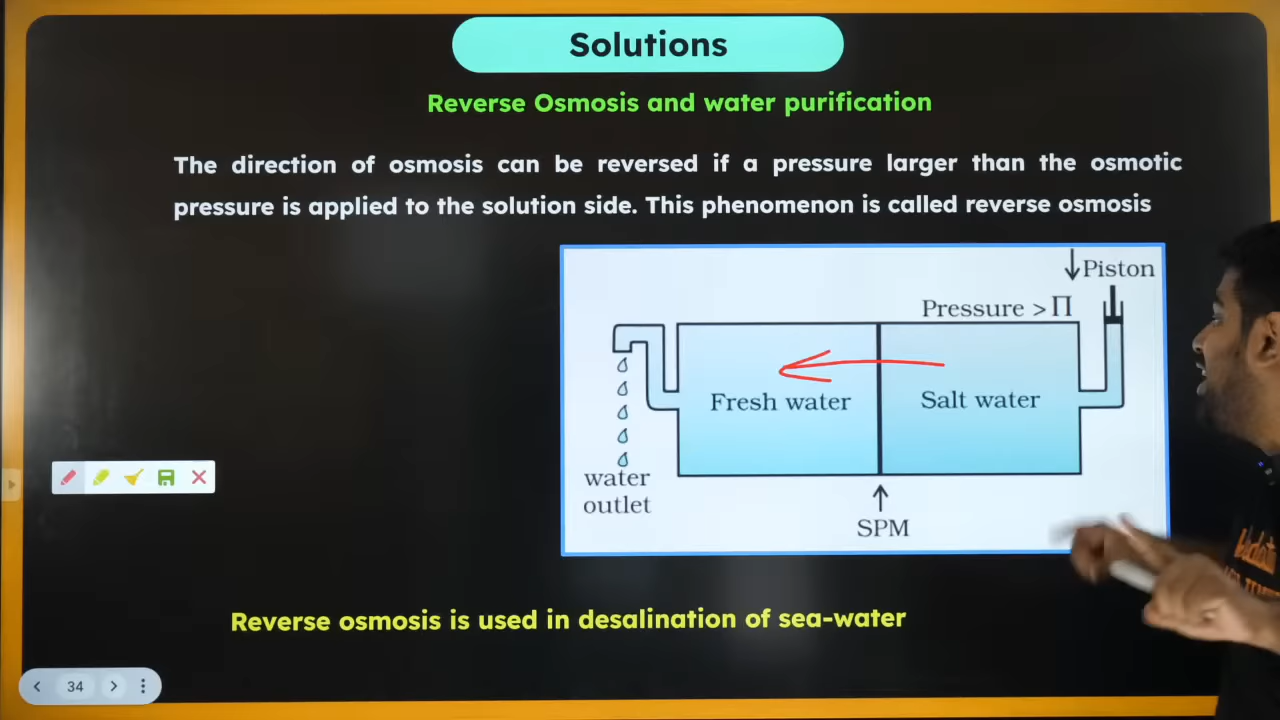 Solutions
Reverse Osmosis and water purification
The direction of osmosis can be reversed if a pressure larger than the osmotic
pressure is applied to the solution side. This phenomenon is called reverse osmosis
Piston
Pressure > Π
Fresh water
Salt water
water
outlet
SPM
Reverse osmosis is used in desalination of sea-water
34